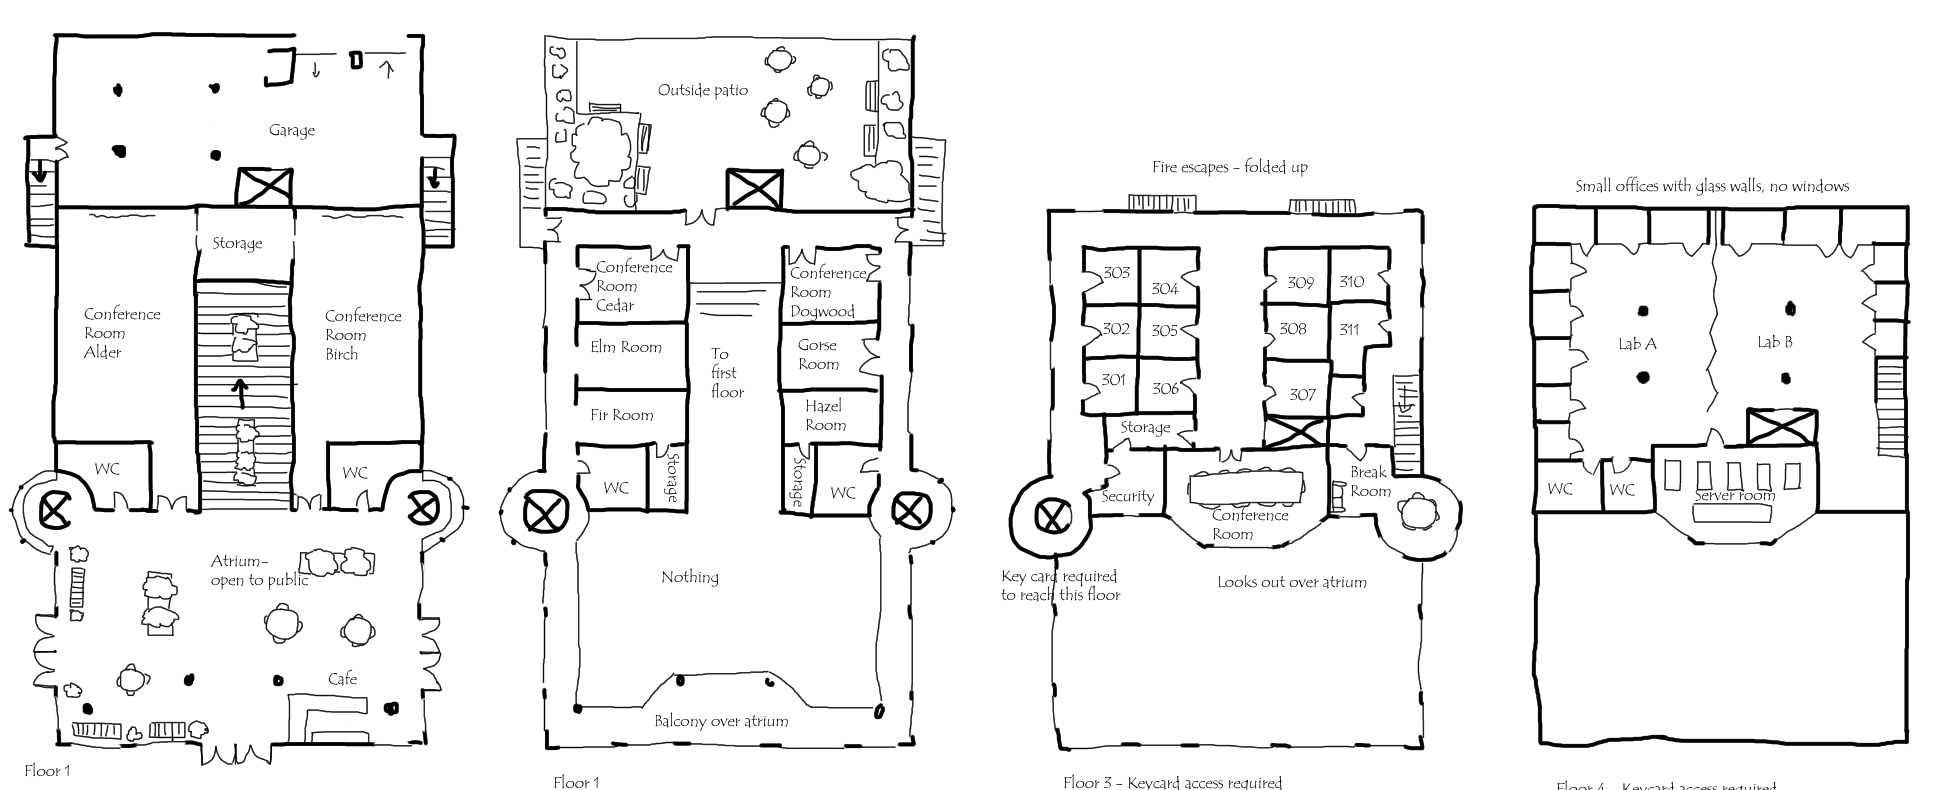 Garage
Storage
Conference
Room
Alder
Conference
Room
Birch
WC
WC
Atrium-
open to public
Cafe
Floor 1
Outside patio
Conference
Room
Cedar
Conference
Room
Dogwood
Elm Room
Gorse
Room
To
first
floor
Fir Room
Hazel
Room
Storage
Storage
WC
WC
Nothing
Balcony over atrium
Floor 1
Fire escapes - folded up
303
304
309
310
302
305
308
311
301
306
307
Storage
Security
Break
Room
Conference
Room
Key card required
to reach this floor
Looks out over atrium
Floor 3 - Keycard access required
Small offices with glass walls, no windows
Lab A
Lab B
WC
WC
Server room
Floor 4 - Keycard access required